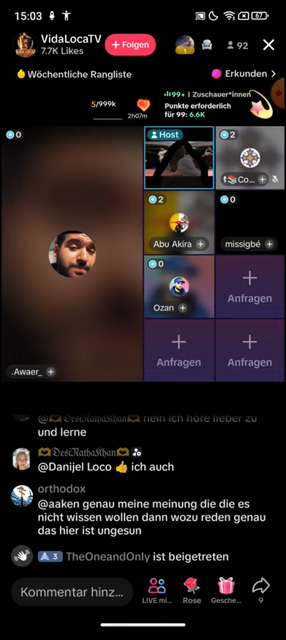 15:03
67
VidaLocaTV
7.7K Likes
+ Folgen
1
92
Wöchentliche Rangliste
Erkunden >
5/999k
2h07m
99+ | Zuschauer*innen
Punkte erforderlich
für 99: 6.6K
0
Host
2
Co... +
2
Abu Akira +
0
missigbé +
0
Ozan +
Anfragen
.Awaer_ +
Anfragen
Anfragen
nein ich höre lieber zu
und lerne
@Danijel Loco 👍 ich auch
orthodox
@aaken genau meine meinung die die es
nicht wissen wollen dann wozu reden genau
das hier ist ungesun
3 TheOneandOnly ist beigetreten
Kommentar hinz...
LIVE mi...
Rose
Gesche...
9